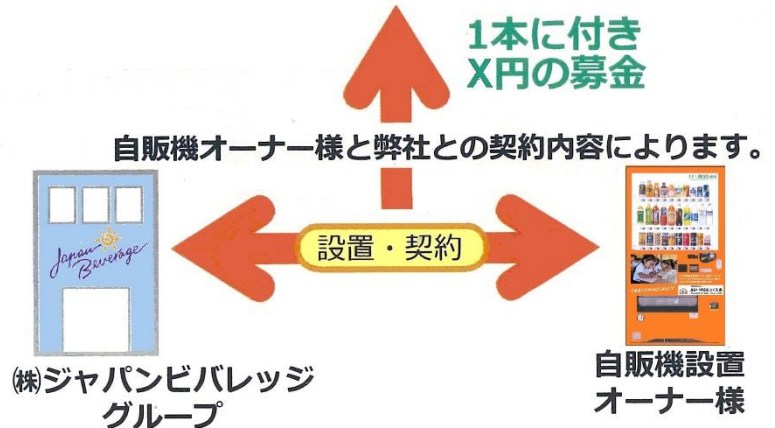 1本に付き
X円の募金
自販機オーナー様と弊社との契約内容によります。
設置・契約
Japan
Beverage
㈱ジャパンビバレッジ
グループ
自販機設置
オーナー様